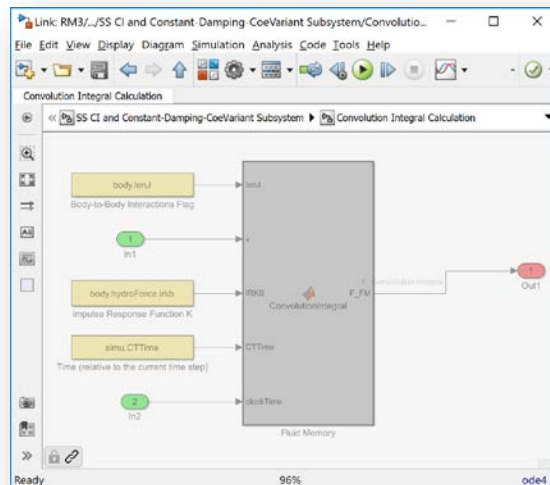 Link: RM3/.../SS CI and Constant-Damping-CoeVariant Subsystem/Convolutio...
File Edit View Display Diagram Simulation Analysis Code Tools Help
Convolution Integral Calculation
SS CI and Constant-Damping-CoeVariant Subsystem Convolution Integral Calculation
body.lenJ
lenJ
Body-to-Body Interactions Flag
1
v
In1
F_FM
1
Out1
body.hydroForce.irkb
IRKB
ConvolutionIntegral
Impulse Response Function K
simu.CTTime
CTTime
Time (relative to the current time step)
2
clockTime
In2
Fluid Memory
Ready 96% ode4